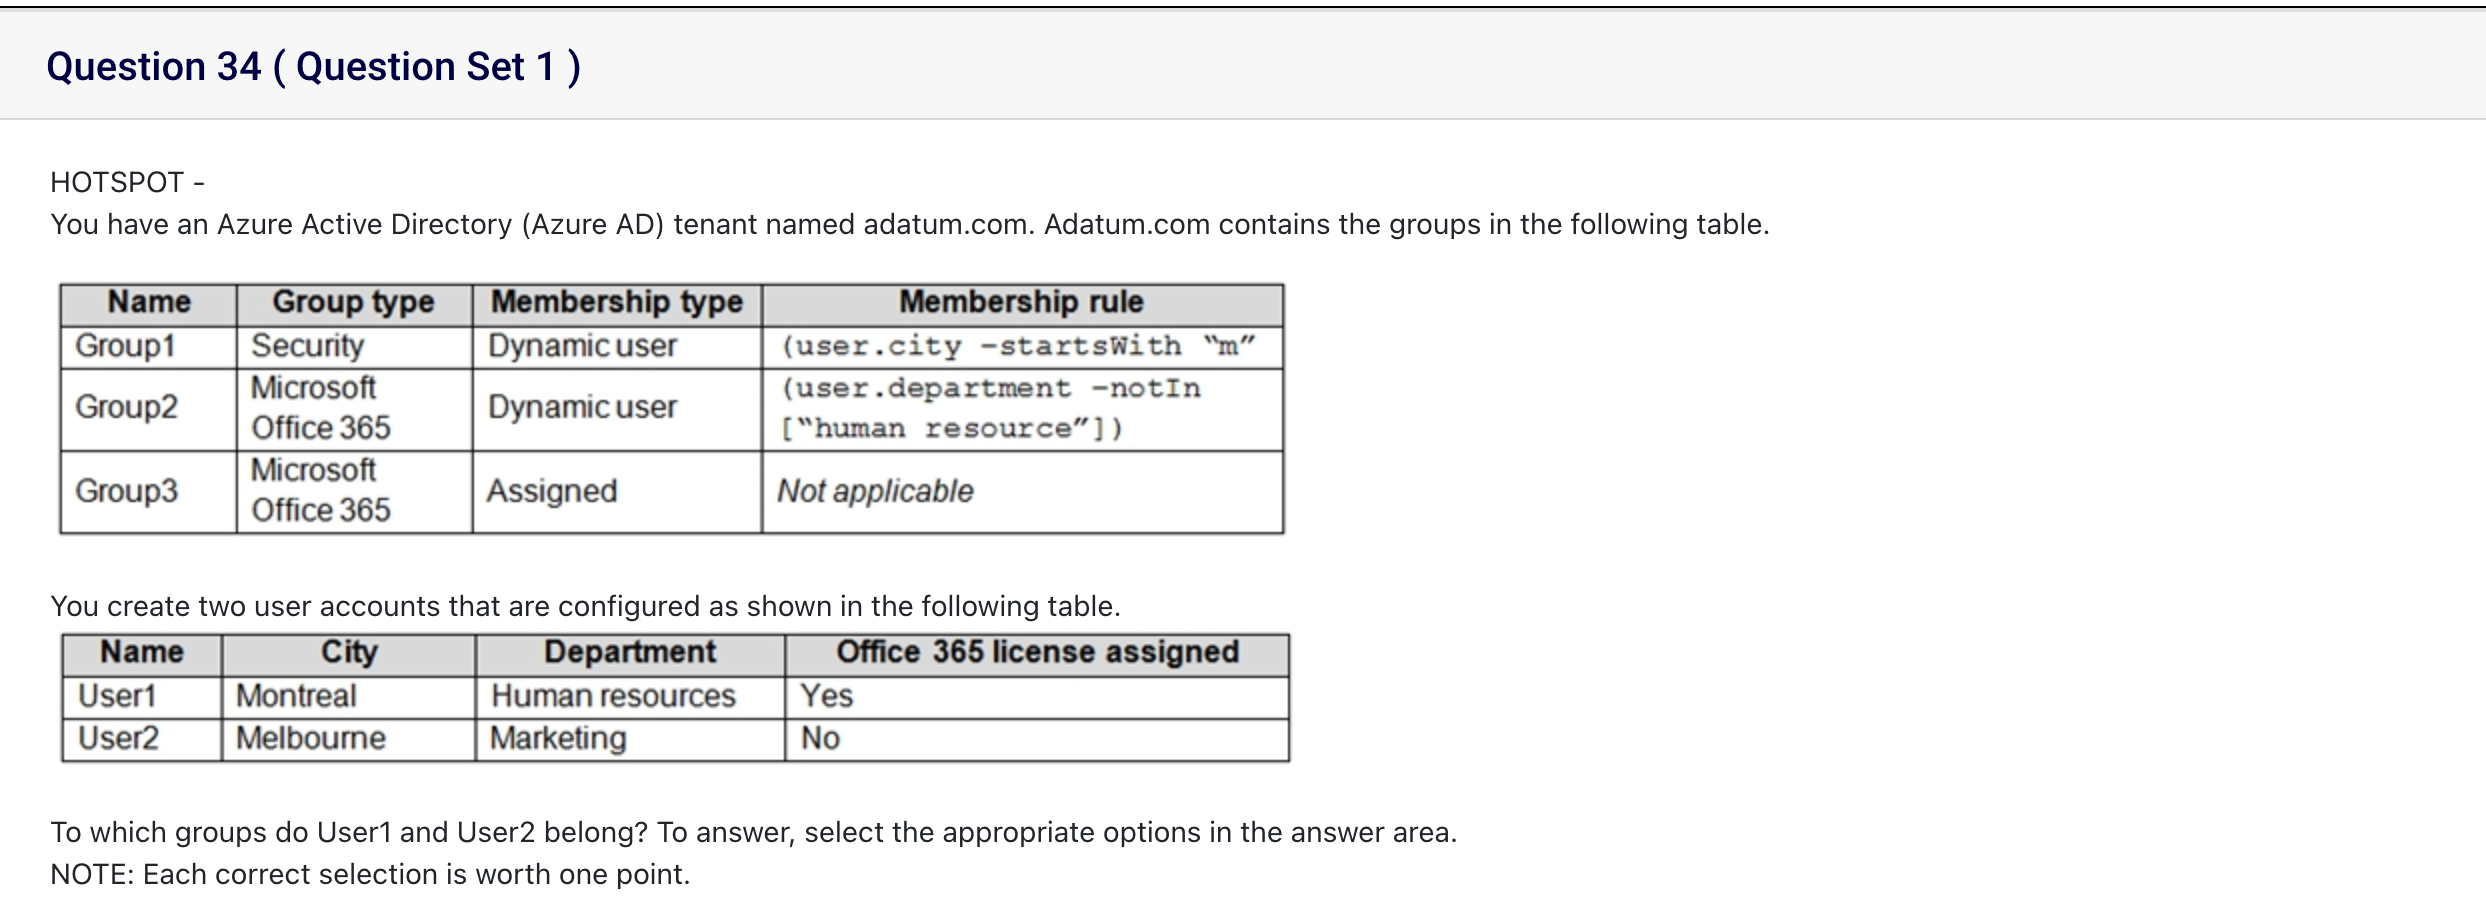 Question 34 ( Question Set 1 )
HOTSPOT -
You have an Azure Active Directory (Azure AD) tenant named adatum.com. Adatum.com contains the groups in the following table.
Name Group type Membership type Membership rule
Group1 Security Dynamic user (user.city -startsWith “m”
Group2 Microsoft Office 365 Dynamic user (user.department -notIn [“human resource”])
Group3 Microsoft Office 365 Assigned Not applicable
You create two user accounts that are configured as shown in the following table.
Name City Department Office 365 license assigned
User1 Montreal Human resources Yes
User2 Melbourne Marketing No
To which groups do User1 and User2 belong? To answer, select the appropriate options in the answer area.
NOTE: Each correct selection is worth one point.